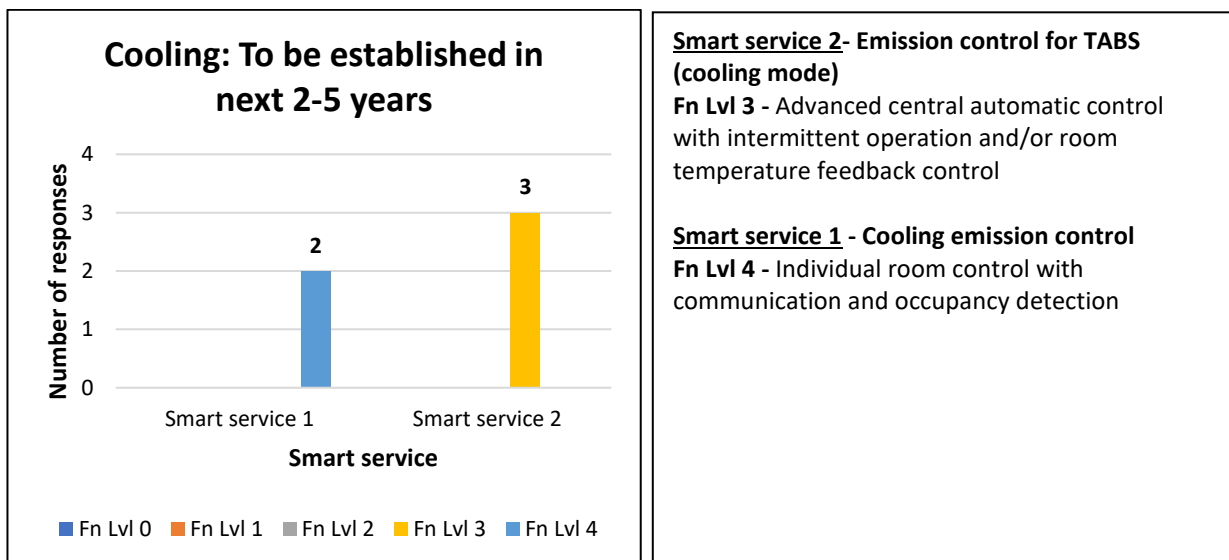 Cooling: To be established in
next 2-5 years
Number of responses
4
3
2
1
0
2
3
Smart service 1
Smart service 2
Smart service
Fn Lvl 0
Fn Lvl 1
Fn Lvl 2
Fn Lvl 3
Fn Lvl 4
Smart service 2- Emission control for TABS
(cooling mode)
Fn Lvl 3 - Advanced central automatic control
with intermittent operation and/or room
temperature feedback control
Smart service 1 - Cooling emission control
Fn Lvl 4 - Individual room control with
communication and occupancy detection